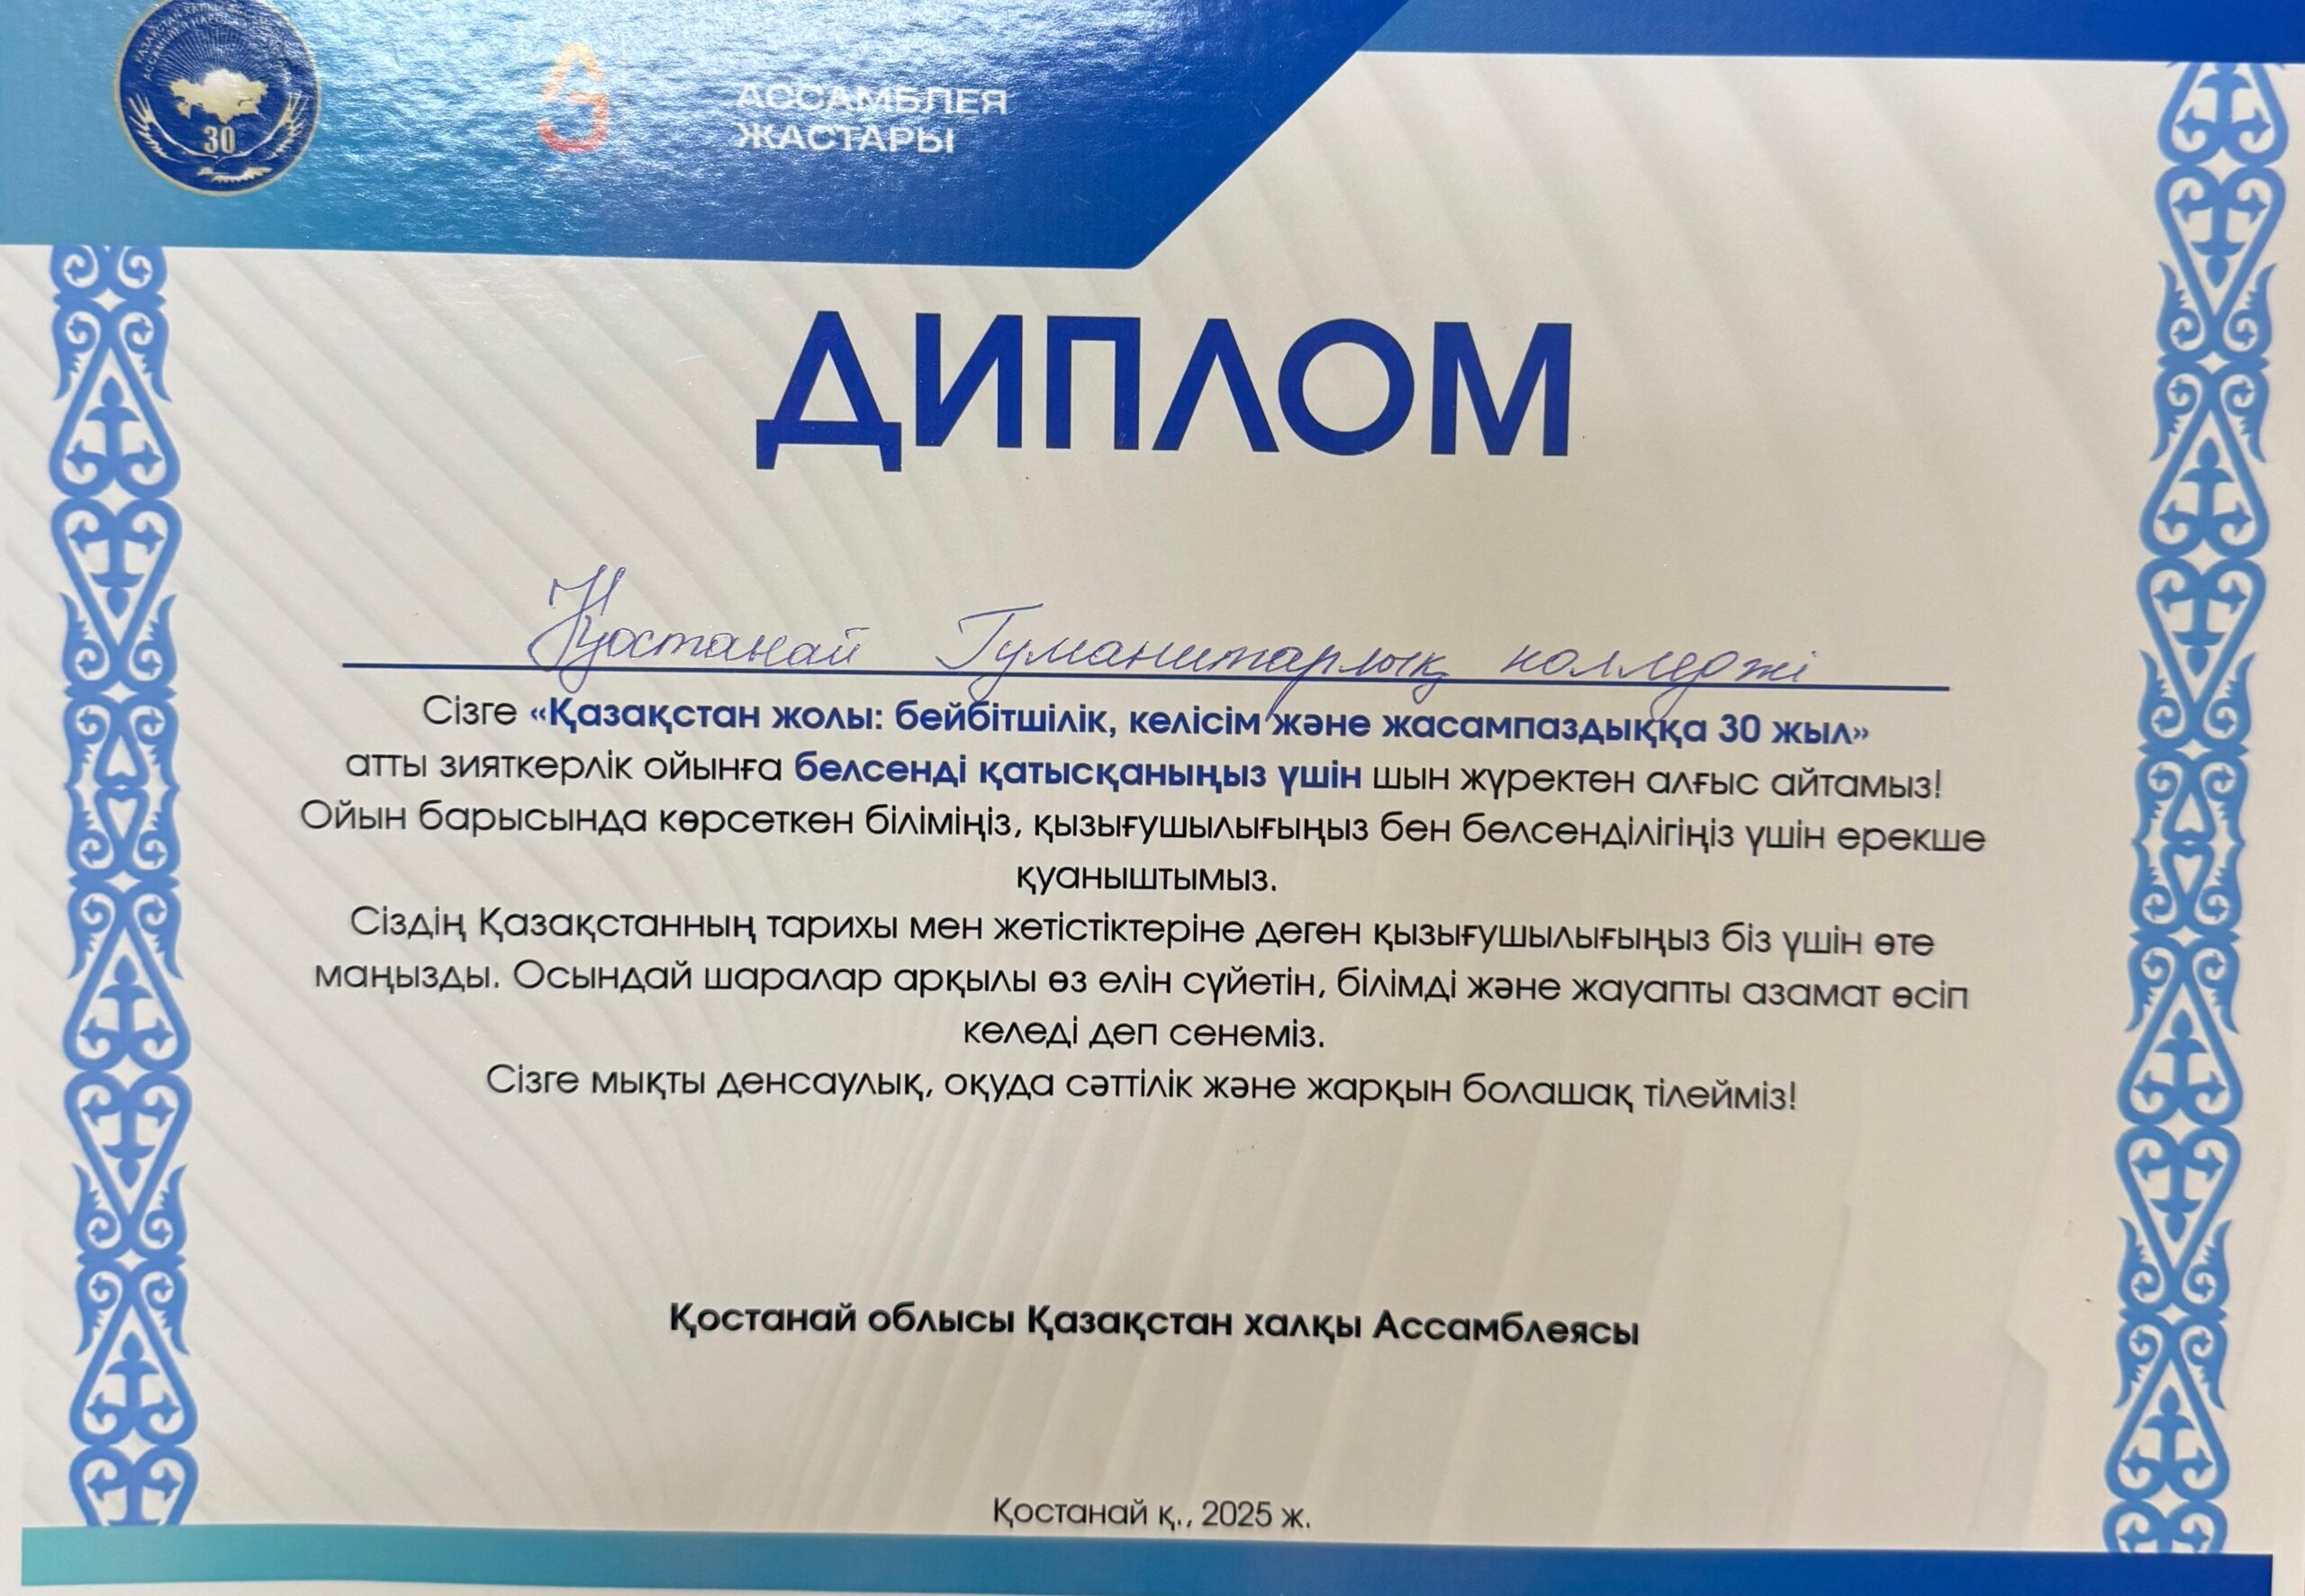 30
АССАМБЛЕЯ
ЖАСТАРЫ
ДИПЛОМ
Қостанай Гуманитарлық колледжі
Сізге «Қазақстан жолы: бейбітшілік, келісім және жасампаздыққа 30 жыл»
атты зияткерлік ойынға белсенді қатысқаныңыз үшін шын жүректен алғыс айтамыз!
Ойын барысында көрсеткен біліміңіз, қызығушылығыңыз бен белсенділігіңіз үшін ерекше
қуаныштымыз.
Сіздің Қазақстанның тарихы мен жетістіктеріне деген қызығушылығыңыз біз үшін өте
маңызды. Осындай шаралар арқылы өз елін сүйетін, білімді және жауапты азамат өсіп
келеді деп сенеміз.
Сізге мықты денсаулық, оқуда сәттілік және жарқын болашақ тілейміз!
Қостанай облысы Қазақстан халқы Ассамблеясы
Қостанай қ., 2025 ж.